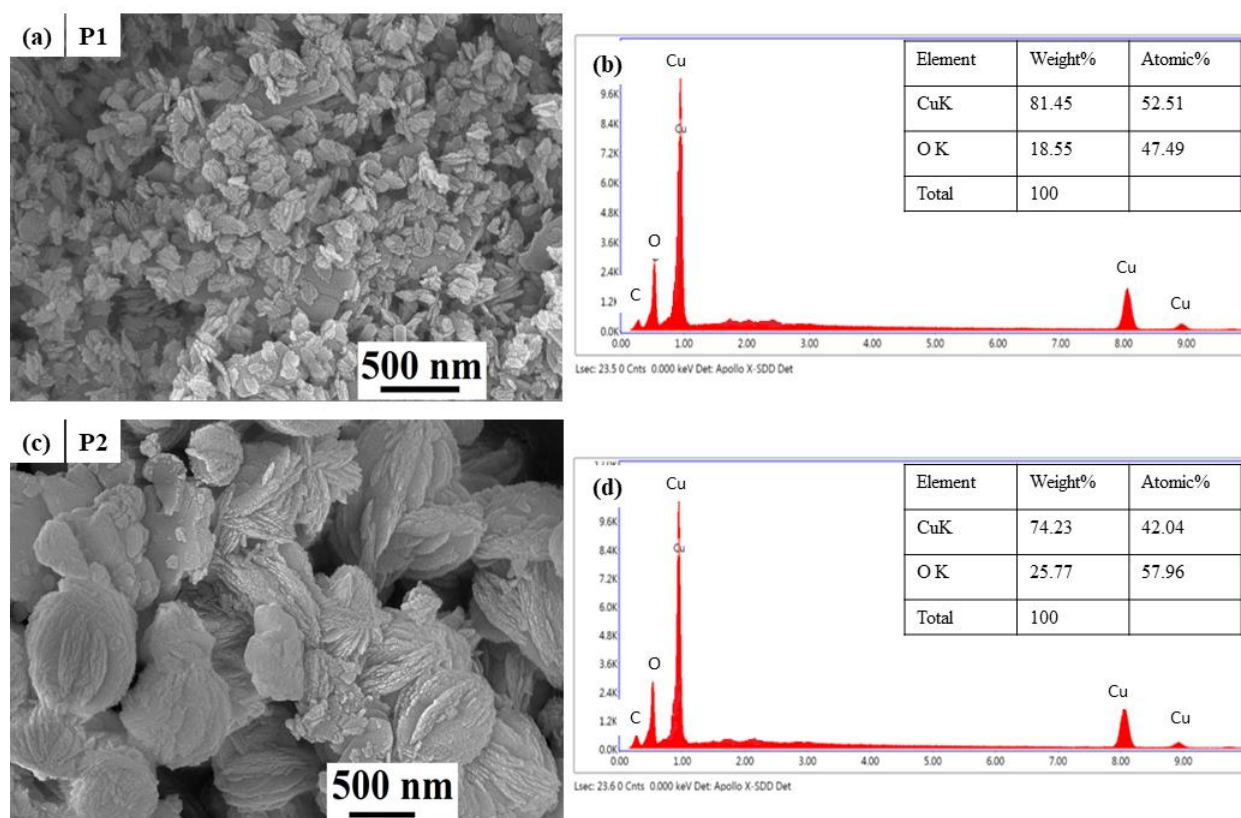 (a) P1
500 nm
(b)
Cu
Cu
O
C
Cu
Cu
9.6K
8.4K
7.2K
6.0K
4.8K
3.6K
2.4K
1.2K
0.0K
0.00 1.00 2.00 3.00 4.00 5.00 6.00 7.00 8.00 9.00
Lsec: 23.5 0 Cnts 0.000 keV Det: Apollo X-SDD Det
Element Weight% Atomic%
CuK 81.45 52.51
O K 18.55 47.49
Total 100
(c) P2
500 nm
(d)
Cu
Cu
O
C
Cu
Cu
9.6K
8.4K
7.2K
6.0K
4.8K
3.6K
2.4K
1.2K
0.0K
0.00 1.00 2.00 3.00 4.00 5.00 6.00 7.00 8.00 9.00
Lsec: 23.6 0 Cnts 0.000 keV Det: Apollo X-SDD Det
Element Weight% Atomic%
CuK 74.23 42.04
O K 25.77 57.96
Total 100